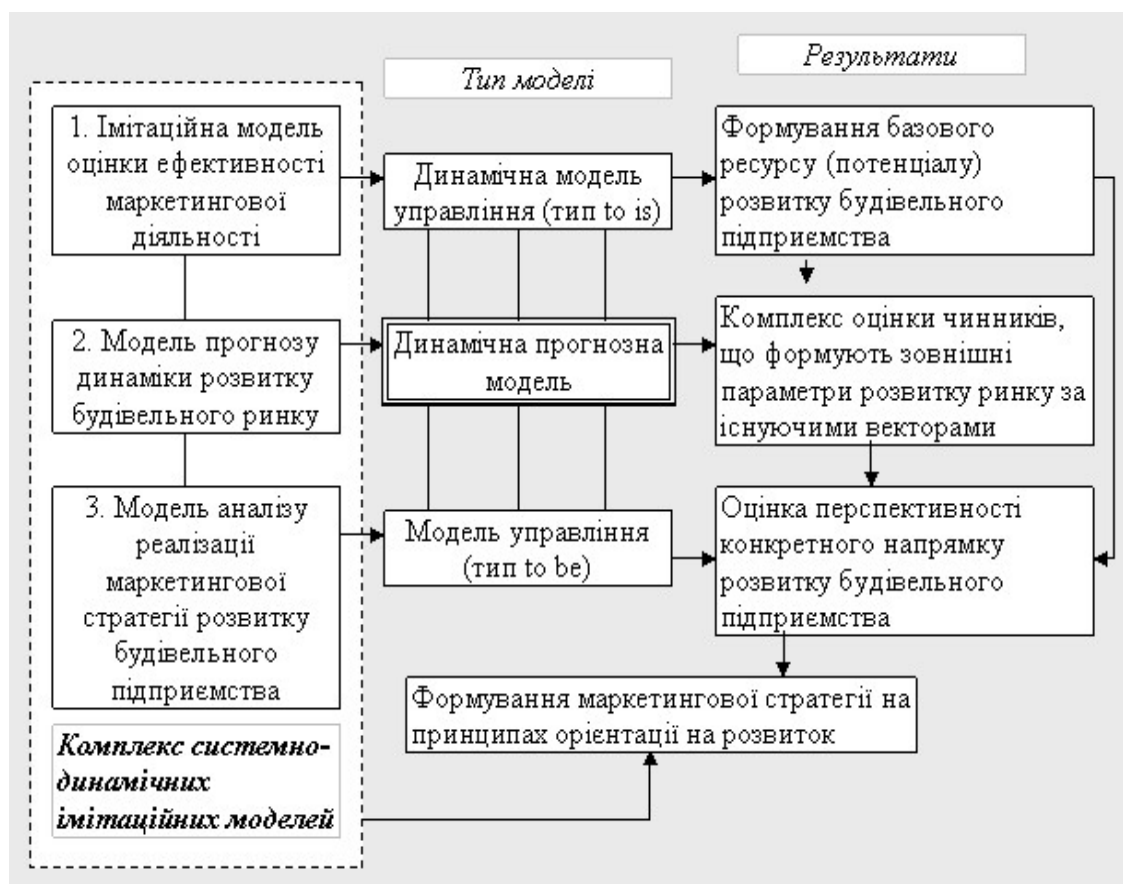 Тип моделі
Результати
1. Імітаційна модель
оцінки ефективності
маркетингової
діяльності
Динамічна модель
управління (тип to is)
Формування базового
ресурсу (потенціалу)
розвитку будівельного
підприємства
2. Модель прогнозу
динаміки розвитку
будівельного ринку
Динамічна прогнозна
модель
Комплекс оцінки чинників,
що формують зовнішні
параметри розвитку ринку за
існуючими векторами
3. Модель аналізу
реалізації
маркетингової
стратегії розвитку
будівельного
підприємства
Модель управління
(тип to be)
Оцінка перспективності
конкретного напрямку
розвитку будівельного
підприємства
Формування маркетингової стратегії на
принципах орієнтації на розвиток
Комплекс системно-
динамічних
імітаційних моделей